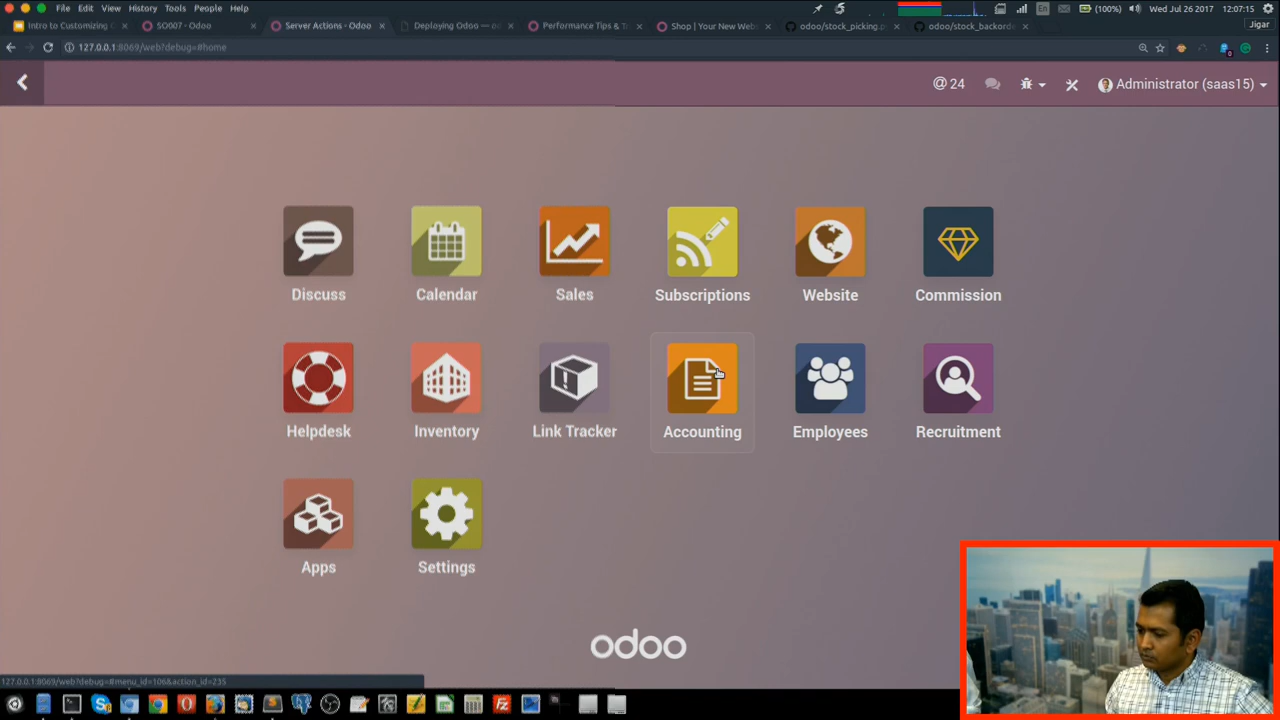 File Edit View History Tools People Help
En (100%) Wed Jul 26 2017 12:07:15
Intro to Customizing
SO007 - Odoo
Server Actions - Odoo
Deploying Odoo —
Performance Tips &
Shop | Your New Web
odoo/stock_picking.p
odoo/stock_backord
Jigar
127.0.0.1:8069/web?debug=#home
@ 24
Administrator (saas15)
Discuss
Calendar
Sales
Subscriptions
Website
Commission
Helpdesk
Inventory
Link Tracker
Accounting
Employees
Recruitment
Apps
Settings
odoo
127.0.0.1:8069/web?debug=#menu_id=106&action_id=235